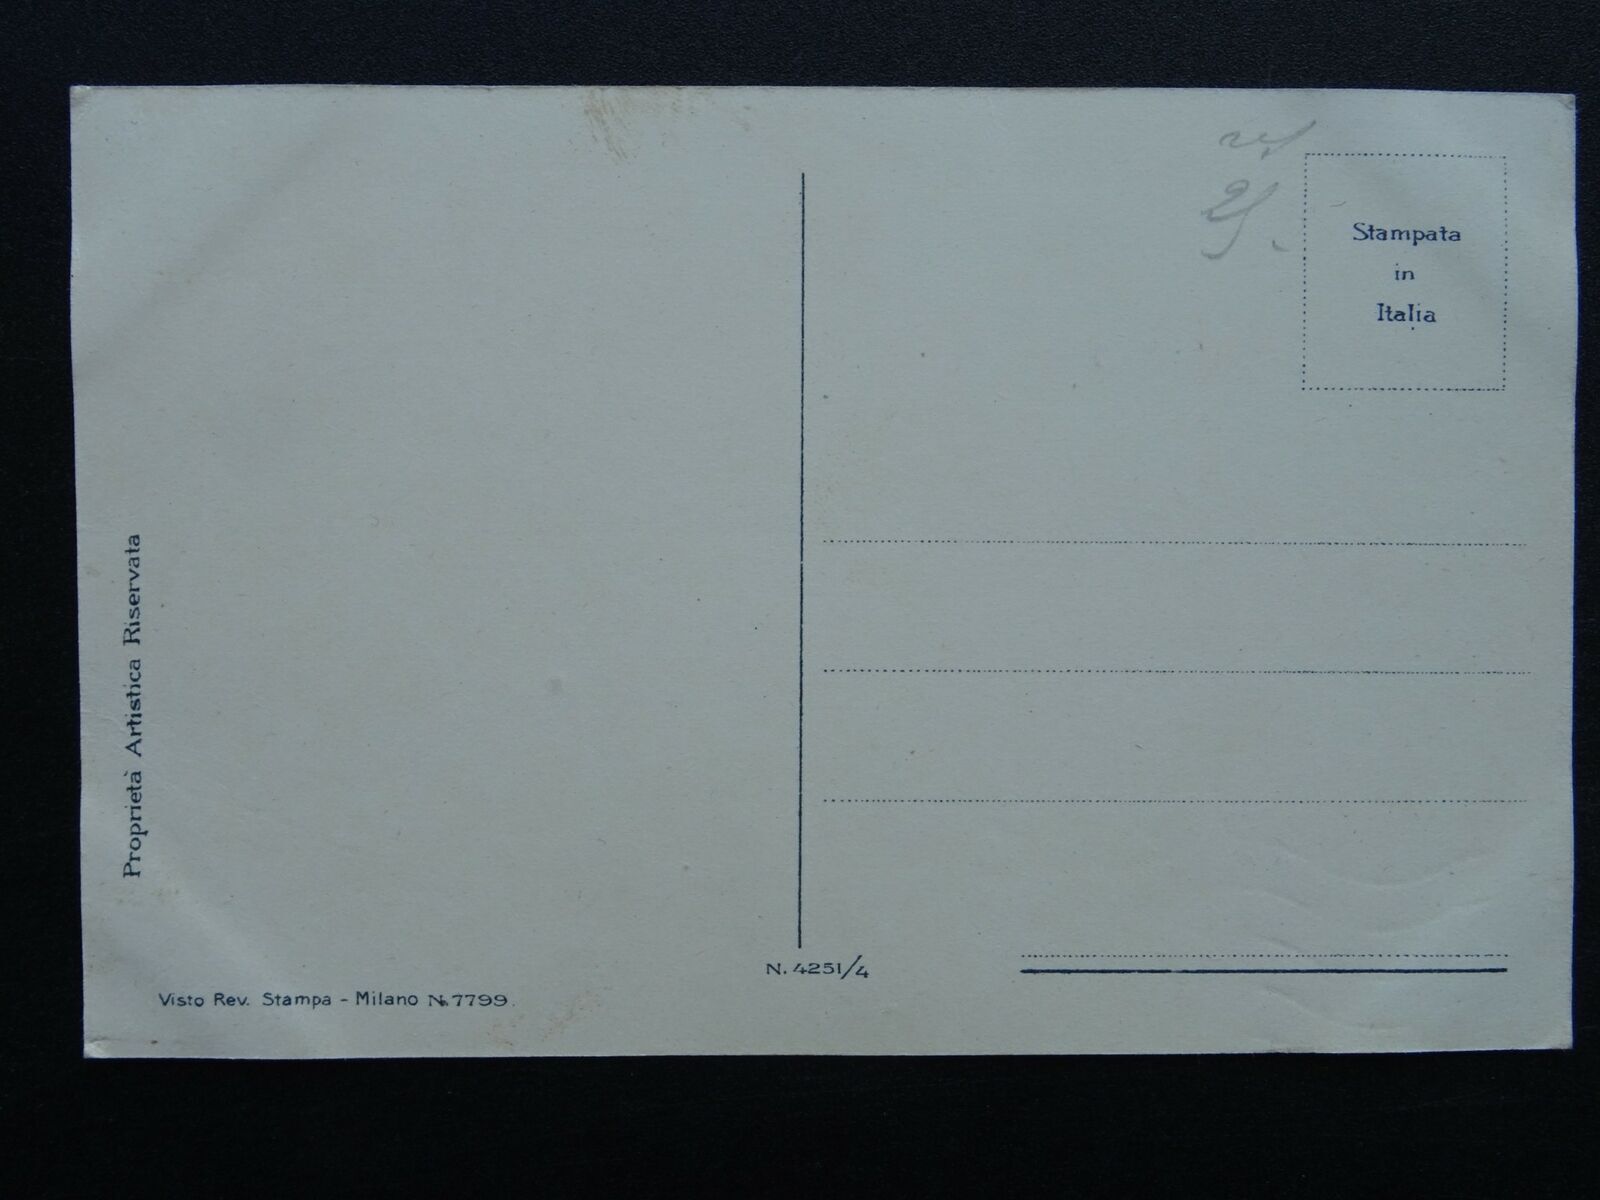 Stampata
in
Italia
Proprietà Artistica Riservata
N. 4251/4
Visto Rev. Stampa - Milano N. 7799.